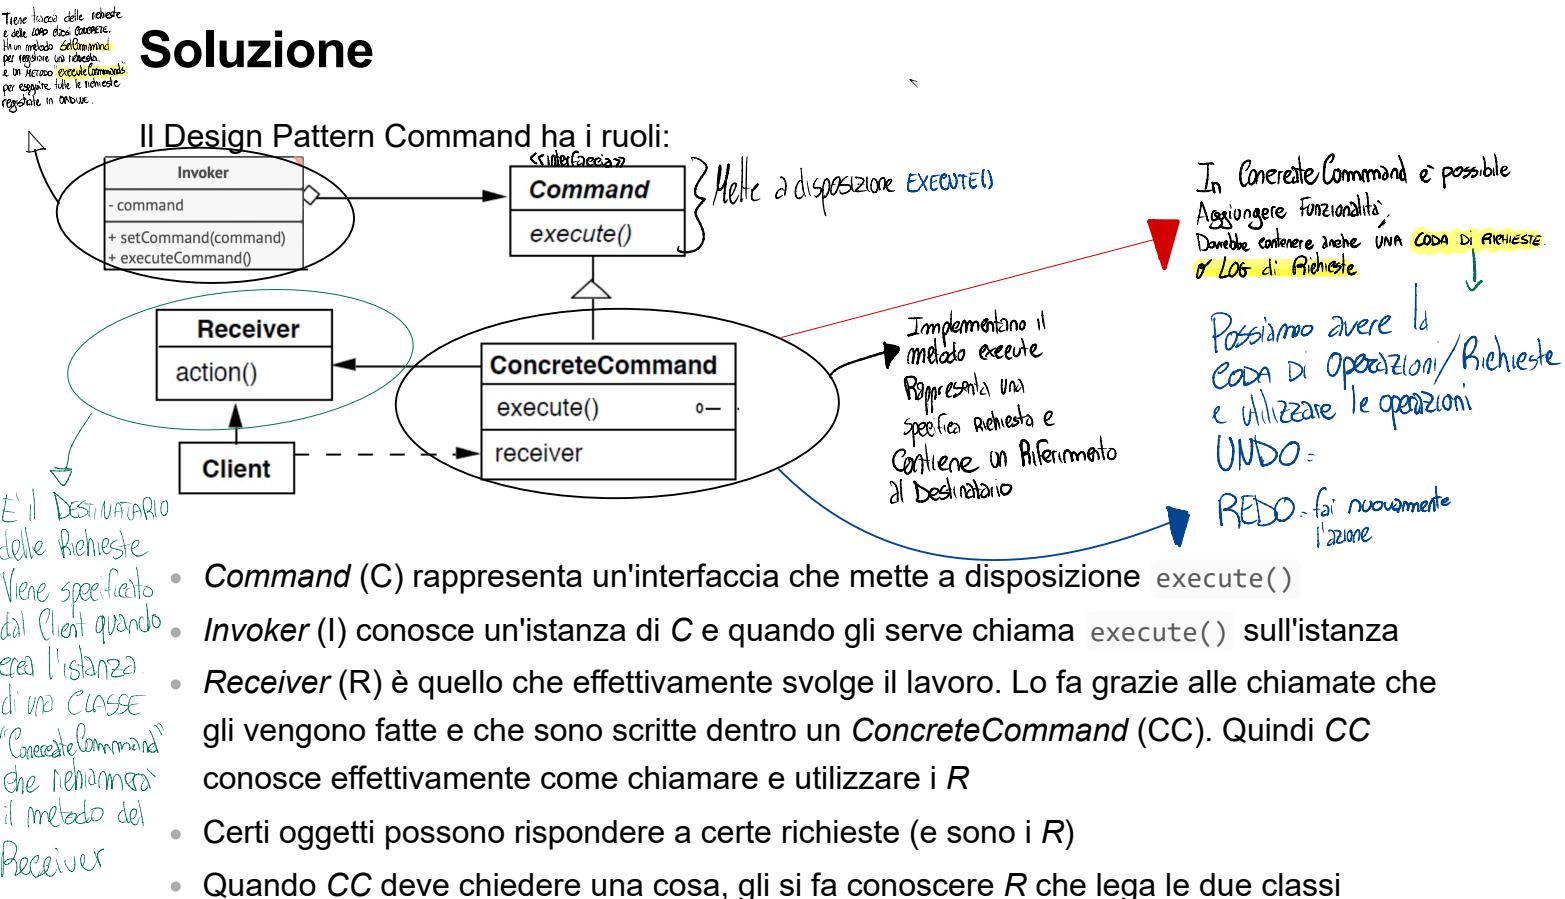 Tiene traccia delle richieste
e delle LORO classi CONCRETE.
Ha un metodo setCommand
per registrare una richiesta.
e un METODO "executeCommands"
per eseguire tutte le richieste
registrate in ORDINE.
Soluzione
Il Design Pattern Command ha i ruoli:
Invoker
- command
+ setCommand(command)
+ executeCommand()
<<interfaccia>>
Command
execute()
Mette a disposizione EXECUTE()
In ConcreateCommmand è possibile
Aggiungere Funzionalità.
Dovrebbe contenere anche UNA CODA DI RICHIESTE
o LOG di Richieste
Possiamo avere la
CODA DI Operazioni/Richieste
e utilizzare le operazioni
UNDO =
REDO = fai nuovamente
l'azione
Receiver
action()
Client
ConcreteCommand
execute()
receiver
Implementano il
metodo execute
Rappresenta una
specifica Richiesta e
Contiene un Riferimento
al Destinatario
E' il DESTINATARIO
delle Richieste
Viene specificato
dal Client quando
crea l'istanza
di una CLASSE
"ConcreateCommand"
che richiamerà
il metodo del
Receiver
Command (C) rappresenta un'interfaccia che mette a disposizione execute()
Invoker (I) conosce un'istanza di C e quando gli serve chiama execute() sull'istanza
Receiver (R) è quello che effettivamente svolge il lavoro. Lo fa grazie alle chiamate che
gli vengono fatte e che sono scritte dentro un ConcreteCommand (CC). Quindi CC
conosce effettivamente come chiamare e utilizzare i R
Certi oggetti possono rispondere a certe richieste (e sono i R)
Quando CC deve chiedere una cosa, gli si fa conoscere R che lega le due classi